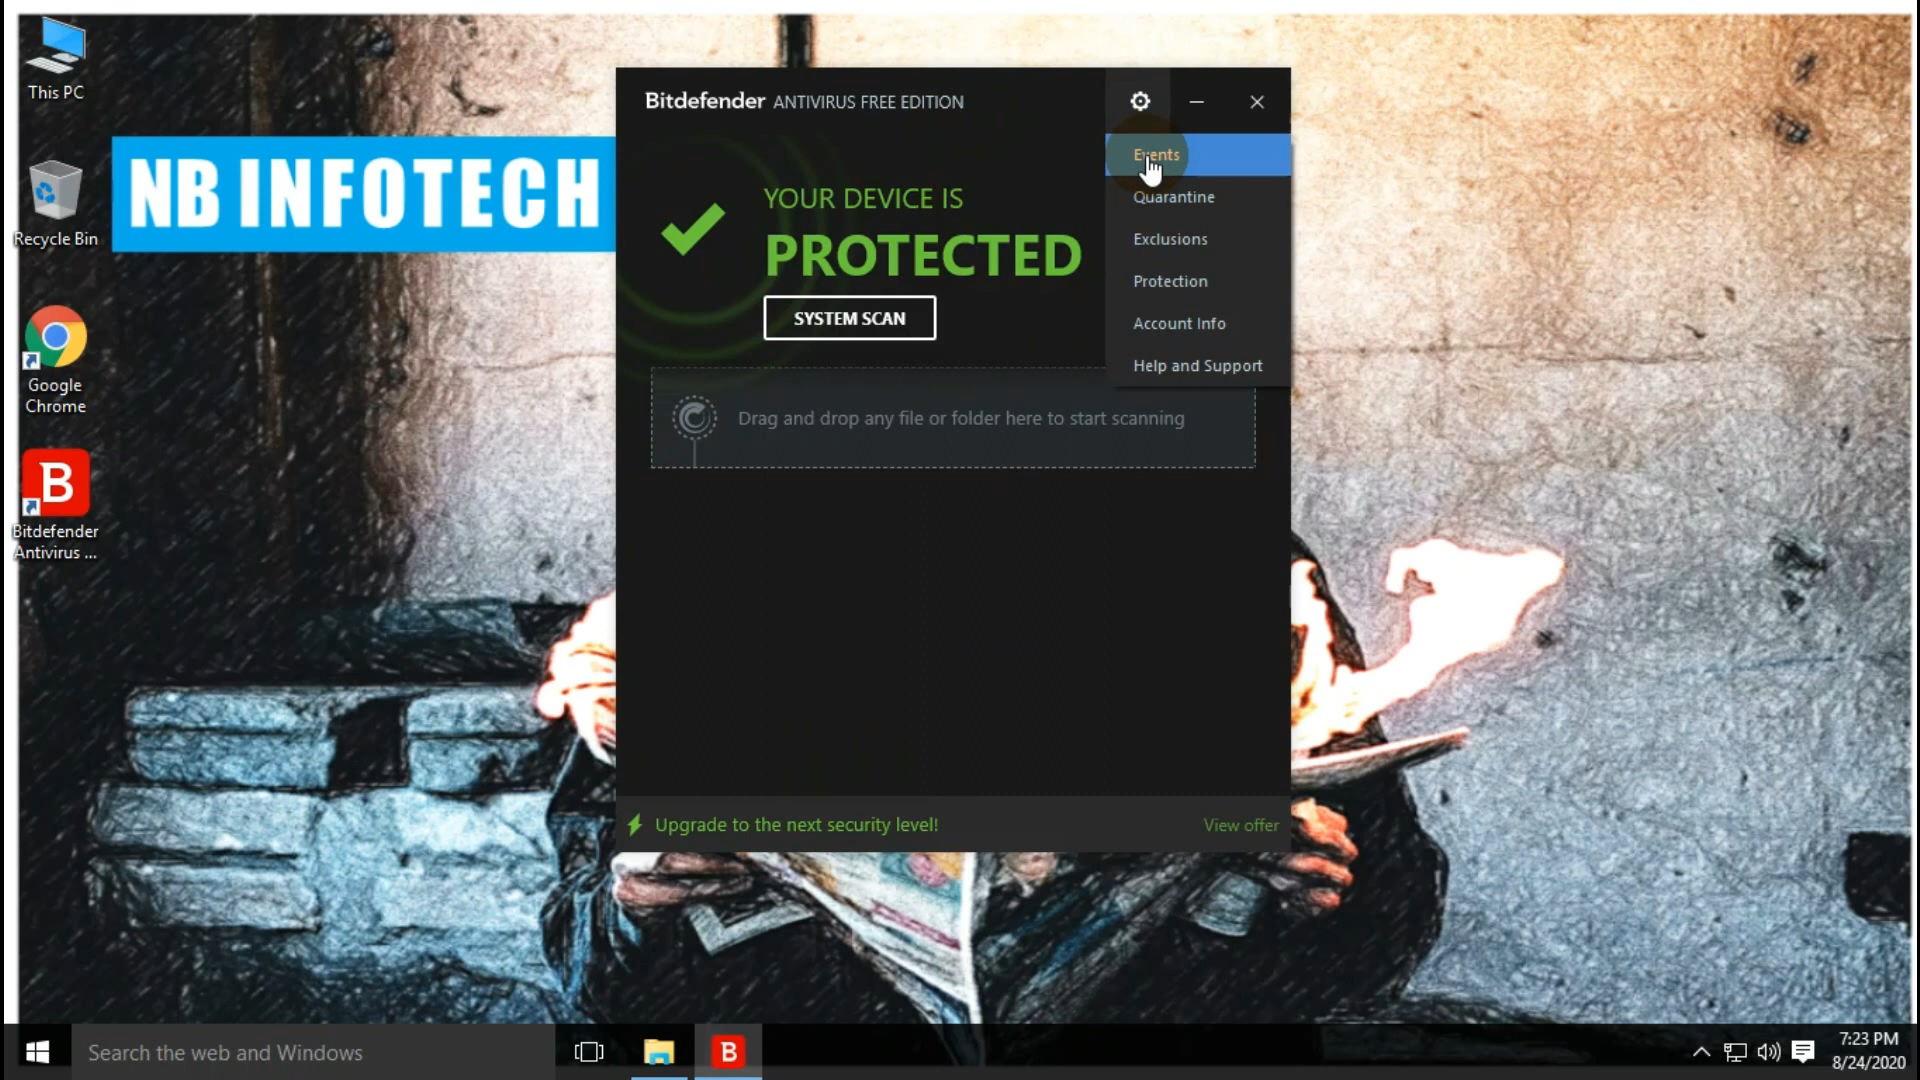 This PC
NB INFOTECH
Recycle Bin
Google
Chrome
B
Bitdefender
Antivirus ...
Bitdefender ANTIVIRUS FREE EDITION
Events
Quarantine
Exclusions
Protection
Account Info
Help and Support
YOUR DEVICE IS
PROTECTED
SYSTEM SCAN
Drag and drop any file or folder here to start scanning
Upgrade to the next security level!
View offer
Search the web and Windows
B
7:23 PM
8/24/2020